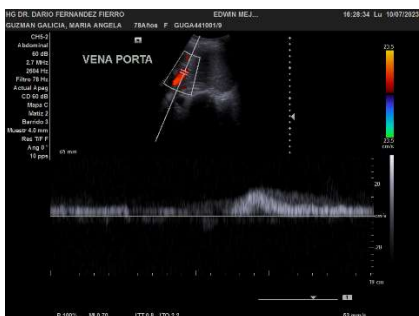 HG DR. DARIO FERNANDEZ FIERRO EDWIN MEJ... 16:28:34 Lu 10/07/2023
GUZMAN GALICIA, MARIA ANGELA 78Años F GUGA441001/9
CH5-2
Abdominal
60 dB
2.7 MHz
2604 Hz
Filtro 78 Hz
Actual Apag
CD 60 dB
Mapa C
Matiz 2
Barrido 3
Muestr 4.0 mm
Res T/F F
Ang 0°
10 pps
VENA PORTA
23.5
23.5
cm/s
20
cm/s
-20